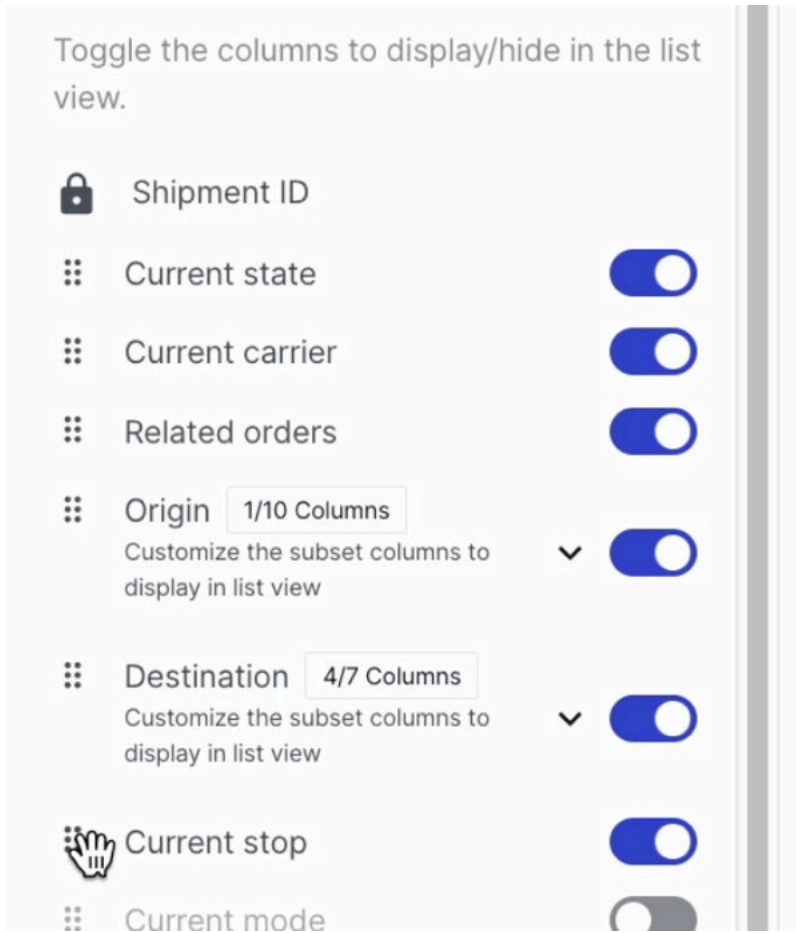 Toggle the columns to display/hide in the list
view.
Shipment ID
Current state
Current carrier
Related orders
Origin 1/10 Columns
Customize the subset columns to
display in list view
Destination 4/7 Columns
Customize the subset columns to
display in list view
Current stop
Current mode